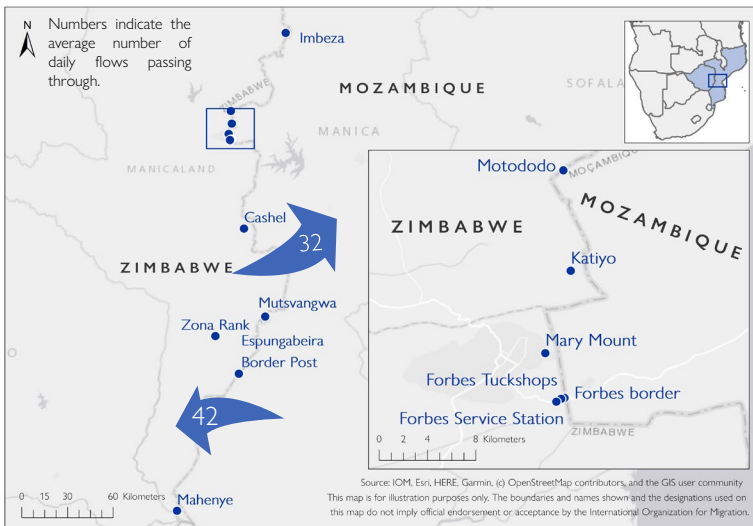 N
Numbers indicate the
average number of
daily flows passing
through.
Imbeza
ZIMBABWE
MOZAMBIQUE
SOFALA
MANICA
MANICALAND
Cashel
32
ZIMBABWE
Mutsvangwa
Zona Rank
Espungabeira
Border Post
42
Mahenye
0 15 30 60 Kilometers
Motododo
MOÇAMBIQUE
ZIMBABWE
MOZAMBIQUE
Katiyo
Mary Mount
Forbes Tuckshops
Forbes border
Forbes Service Station
ZIMBABWE
0 2 4 8 Kilometers
Source: IOM, Esri, HERE, Garmin, (c) OpenStreetMap contributors, and the GIS user community
This map is for illustration purposes only. The boundaries and names shown and the designations used on
this map do not imply official endorsement or acceptance by the International Organization for Migration.